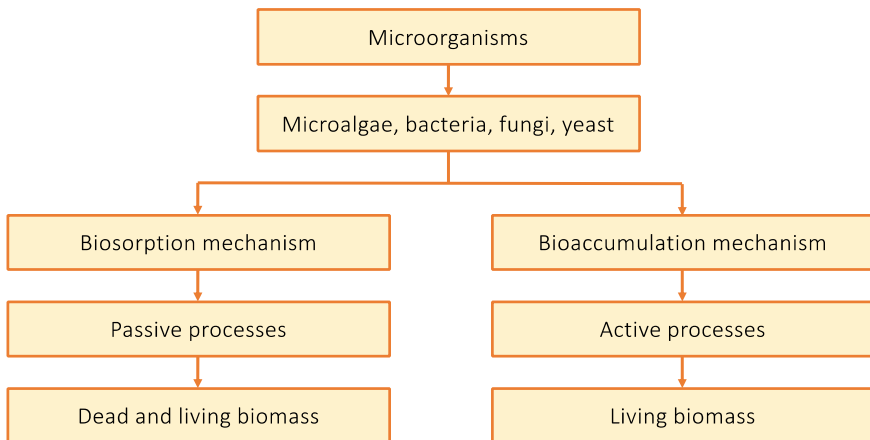 Microorganisms
Microalgae, bacteria, fungi, yeast
Biosorption mechanism
Bioaccumulation mechanism
Passive processes
Active processes
Dead and living biomass
Living biomass